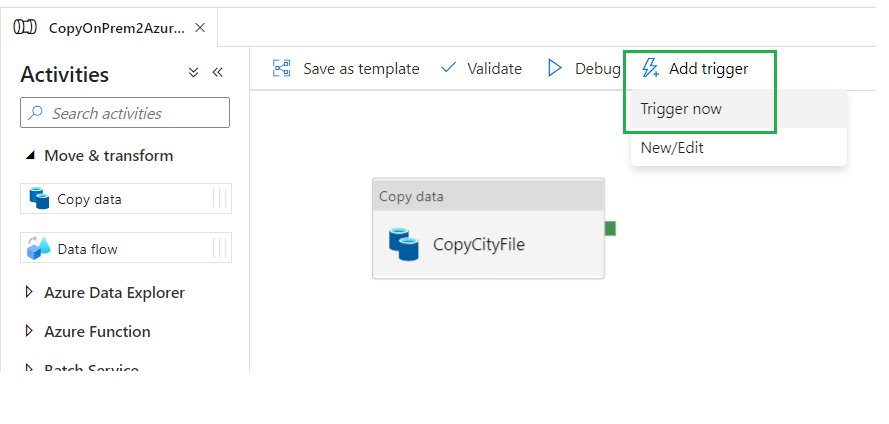 CopyOnPrem2Azur...
Activities
Search activities
Move & transform
Copy data
Data flow
Azure Data Explorer
Azure Function
Batch Service
Save as template
Validate
Debug
Add trigger
Trigger now
New/Edit
Copy data
CopyCityFile